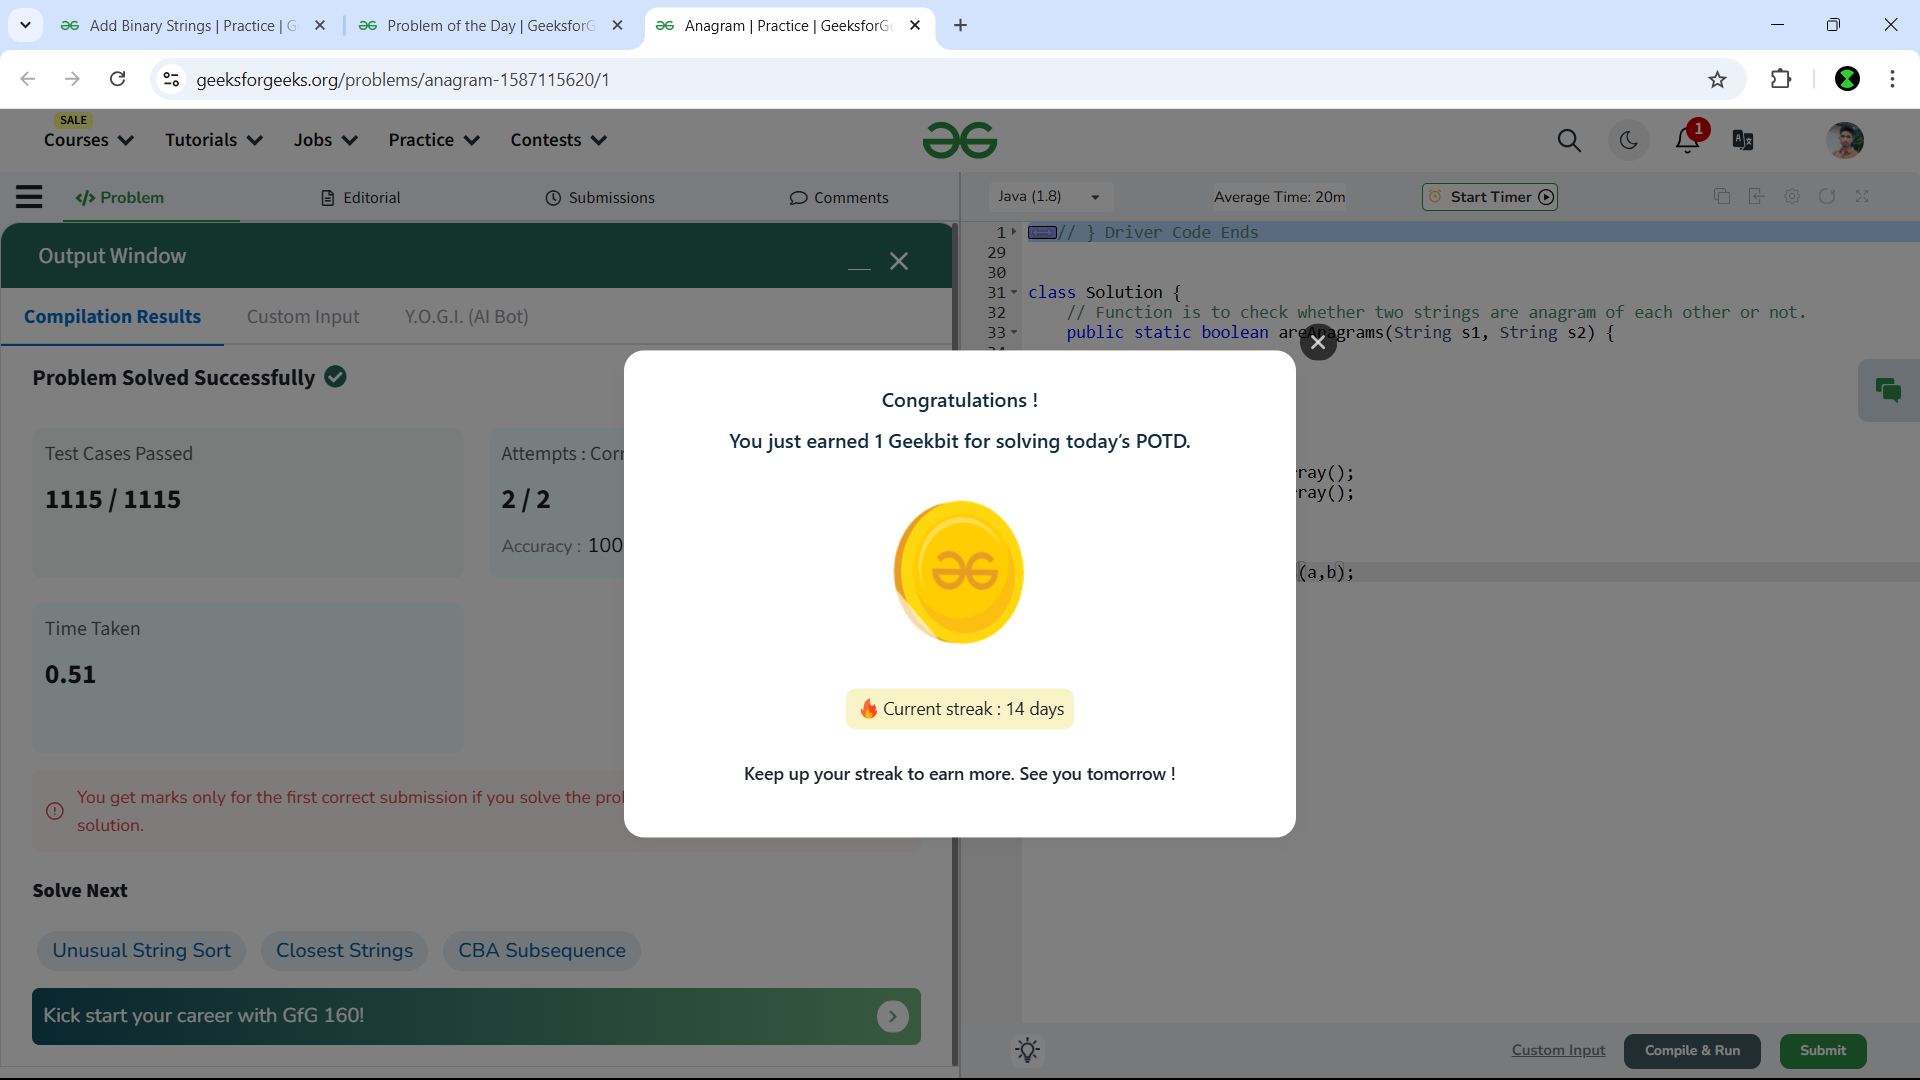 Add Binary Strings | Practice | G
Problem of the Day | GeeksforG
Anagram | Practice | GeeksforGe
geeksforgeeks.org/problems/anagram-1587115620/1
SALE
Courses
Tutorials
Jobs
Practice
Contests
1
</> Problem
Editorial
Submissions
Comments
Java (1.8)
Average Time: 20m
Start Timer
Output Window
Compilation Results
Custom Input
Y.O.G.I. (AI Bot)
Problem Solved Successfully
Test Cases Passed
1115 / 1115
Attempts : Corr
2 / 2
Accuracy : 100
Time Taken
0.51
You get marks only for the first correct submission if you solve the pro
solution.
Solve Next
Unusual String Sort
Closest Strings
CBA Subsequence
Kick start your career with GfG 160!
1 // } Driver Code Ends
29
30
31 class Solution {
32 // Function is to check whether two strings are anagram of each other or not.
33 public static boolean areAnagrams(String s1, String s2) {
ray();
ray();
(a,b);
Congratulations !
You just earned 1 Geekbit for solving today's POTD.
Current streak : 14 days
Keep up your streak to earn more. See you tomorrow !
Custom Input
Compile & Run
Submit